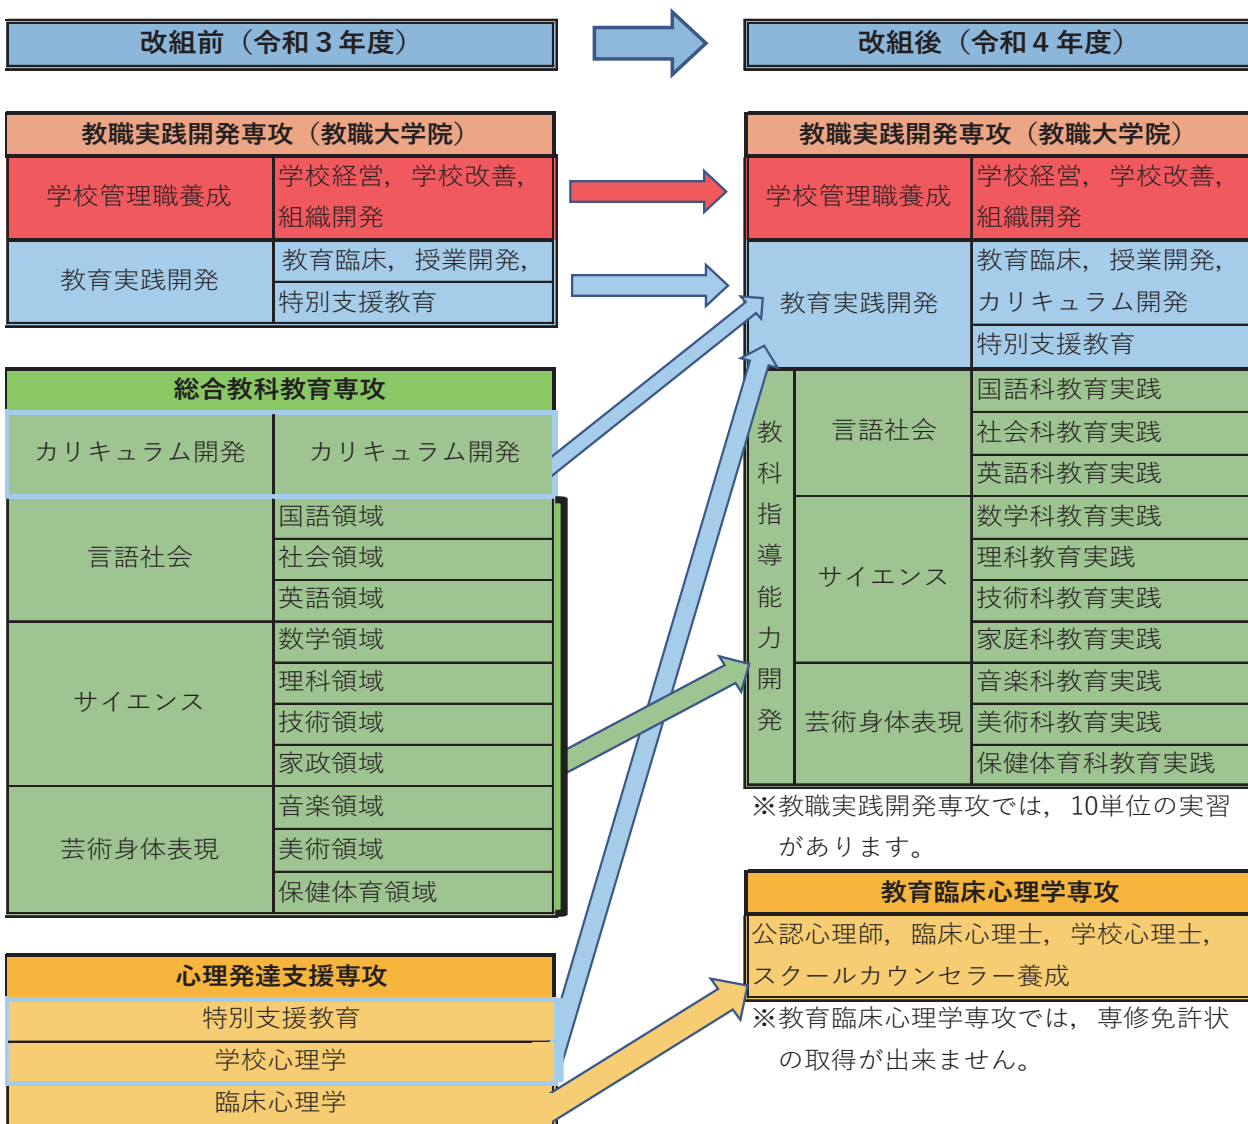 改組前（令和３年度）
教職実践開発専攻（教職大学院）
学校管理職養成
学校経営，学校改善，
組織開発
教育実践開発
教育臨床，授業開発，
特別支援教育
総合教科教育専攻
カリキュラム開発
カリキュラム開発
言語社会
国語領域
社会領域
英語領域
サイエンス
数学領域
理科領域
技術領域
家政領域
芸術身体表現
音楽領域
美術領域
保健体育領域
心理発達支援専攻
特別支援教育
学校心理学
臨床心理学
改組後（令和４年度）
教職実践開発専攻（教職大学院）
学校管理職養成
学校経営，学校改善，
組織開発
教育実践開発
教育臨床，授業開発，
カリキュラム開発
特別支援教育
教科指導能力開発
言語社会
国語科教育実践
社会科教育実践
英語科教育実践
サイエンス
数学科教育実践
理科教育実践
技術科教育実践
家庭科教育実践
芸術身体表現
音楽科教育実践
美術科教育実践
保健体育科教育実践
※教職実践開発専攻では，10単位の実習
があります。
教育臨床心理学専攻
公認心理師，臨床心理士，学校心理士，
スクールカウンセラー養成
※教育臨床心理学専攻では，専修免許状
の取得が出来ません。